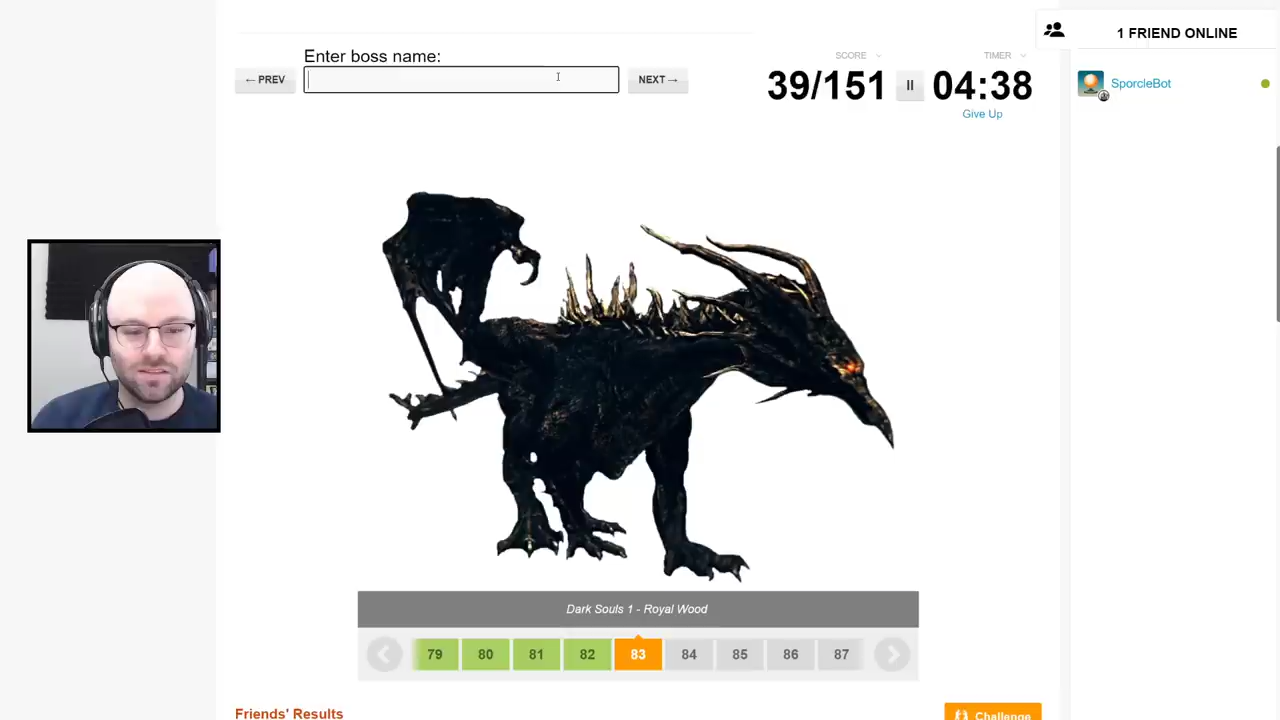 1 FRIEND ONLINE
SporcleBot
Enter boss name:
← PREV
NEXT →
SCORE
39/151
TIMER
04:38
Give Up
Dark Souls 1 - Royal Wood
79 80 81 82 83 84 85 86 87
Friends' Results
Challenge